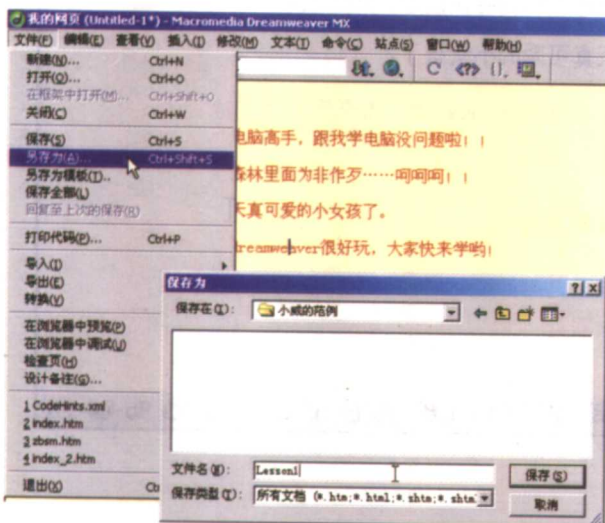 我的网页 (Untitled-1*) - Macromedia Dreamweaver MX
文件(F) 编辑(E) 查看(V) 插入(I) 修改(M) 文本(T) 命令(C) 站点(S) 窗口(W) 帮助(H)
新建(N)... Ctrl+N
打开(O)... Ctrl+O
在框架中打开(M)... Ctrl+Shift+O
关闭(C) Ctrl+W
保存(S) Ctrl+S
另存为(A)... Ctrl+Shift+S
另存为模板(T)..
保存全部(L)
回复至上次的保存(R)
打印代码(P)... Ctrl+P
导入(I)
导出(E)
转换(V)
在浏览器中预览(P)
在浏览器中调试(U)
检查页(H)
设计备注(G)...
1 CodeHints.xml
2 index.htm
3 zbsm.htm
4 index_2.htm
退出(X)
电脑高手，跟我学电脑没问题啦！！
森林里面为非作歹……呵呵呵！！
天真可爱的小女孩了。
dreamweaver很好玩，大家快来学哟！
保存为
保存在(I)： 小威的范例
文件名(N)： Lesson1 保存(S)
保存类型(T)： 所有文档 (*.htm;*.html;*.shtm;*.shtm 取消